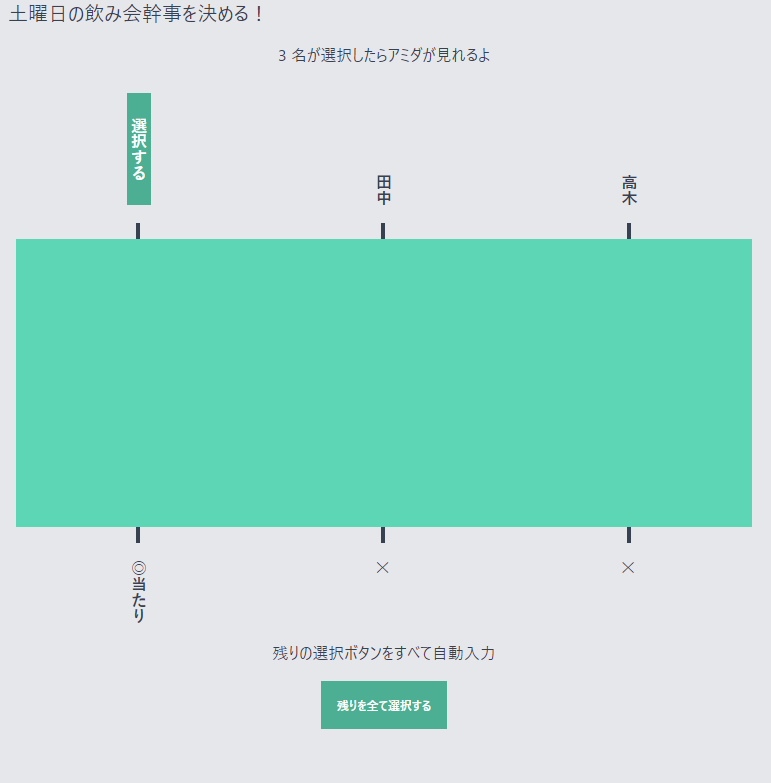 土曜日の飲み会幹事を決める！
3 名が選択したらアミダが見れるよ
選択する
田中
高木
◎当たり
×
×
残りの選択ボタンをすべて自動入力
残りを全て選択する